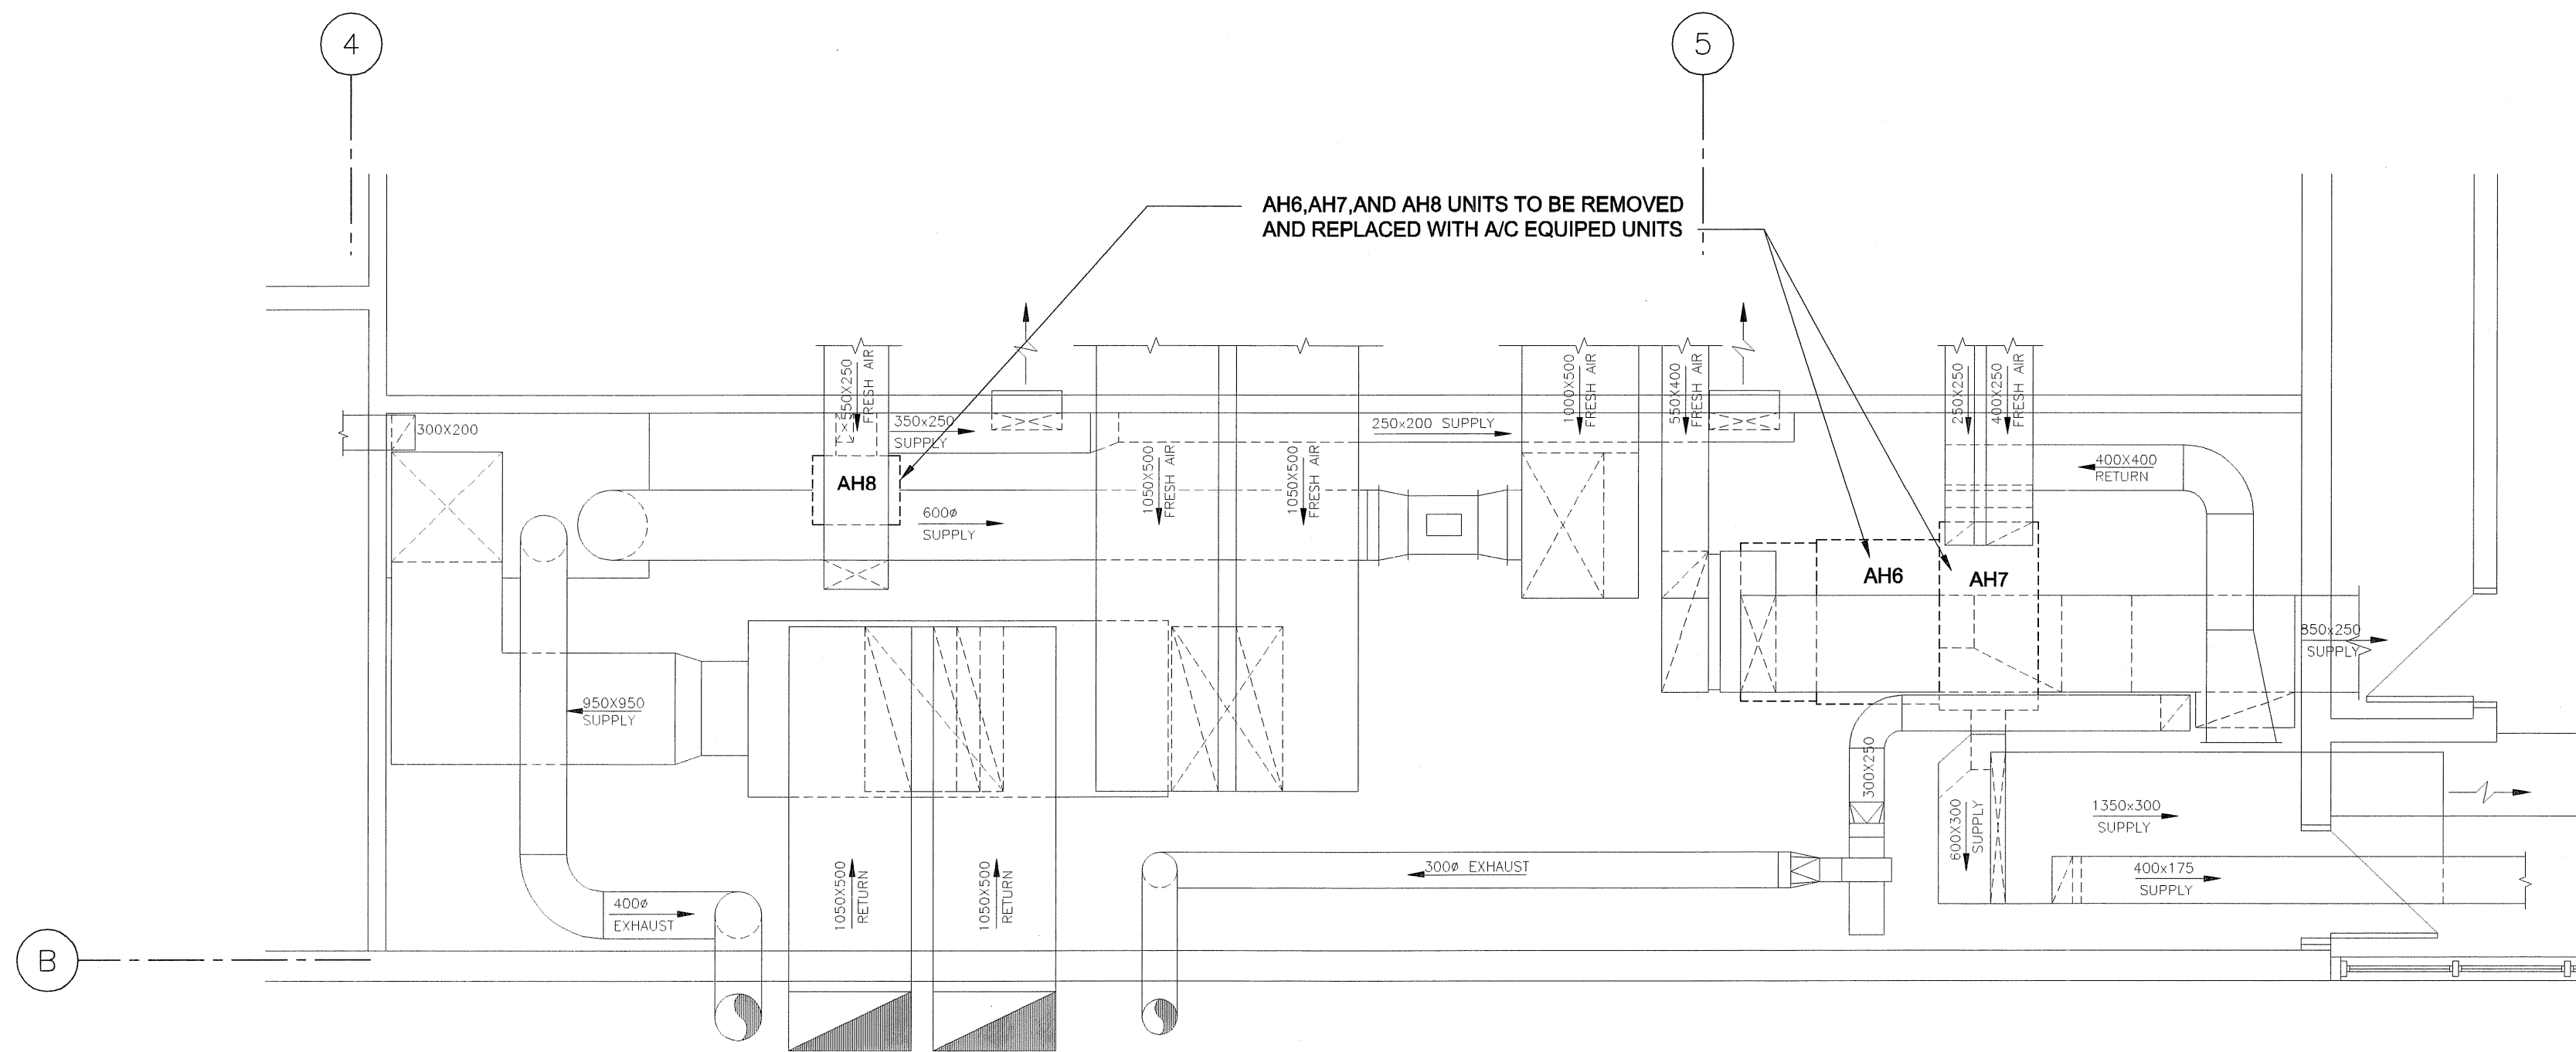 4
5
AH6,AH7,AND AH8 UNITS TO BE REMOVED
AND REPLACED WITH A/C EQUIPED UNITS
550X250
FRESH AIR
1000X500
FRESH AIR
550X400
FRESH AIR
250X250
400X250
FRESH AIR
300X200
350x250
SUPPLY
250x200 SUPPLY
400X400
RETURN
1050X500
FRESH AIR
1050X500
FRESH AIR
AH8
600ø
SUPPLY
AH6
AH7
850x250
SUPPLY
950X950
SUPPLY
300X250
600X300
SUPPLY
1350x300
SUPPLY
300ø EXHAUST
400x175
SUPPLY
400ø
EXHAUST
1050X500
RETURN
1050X500
RETURN
B